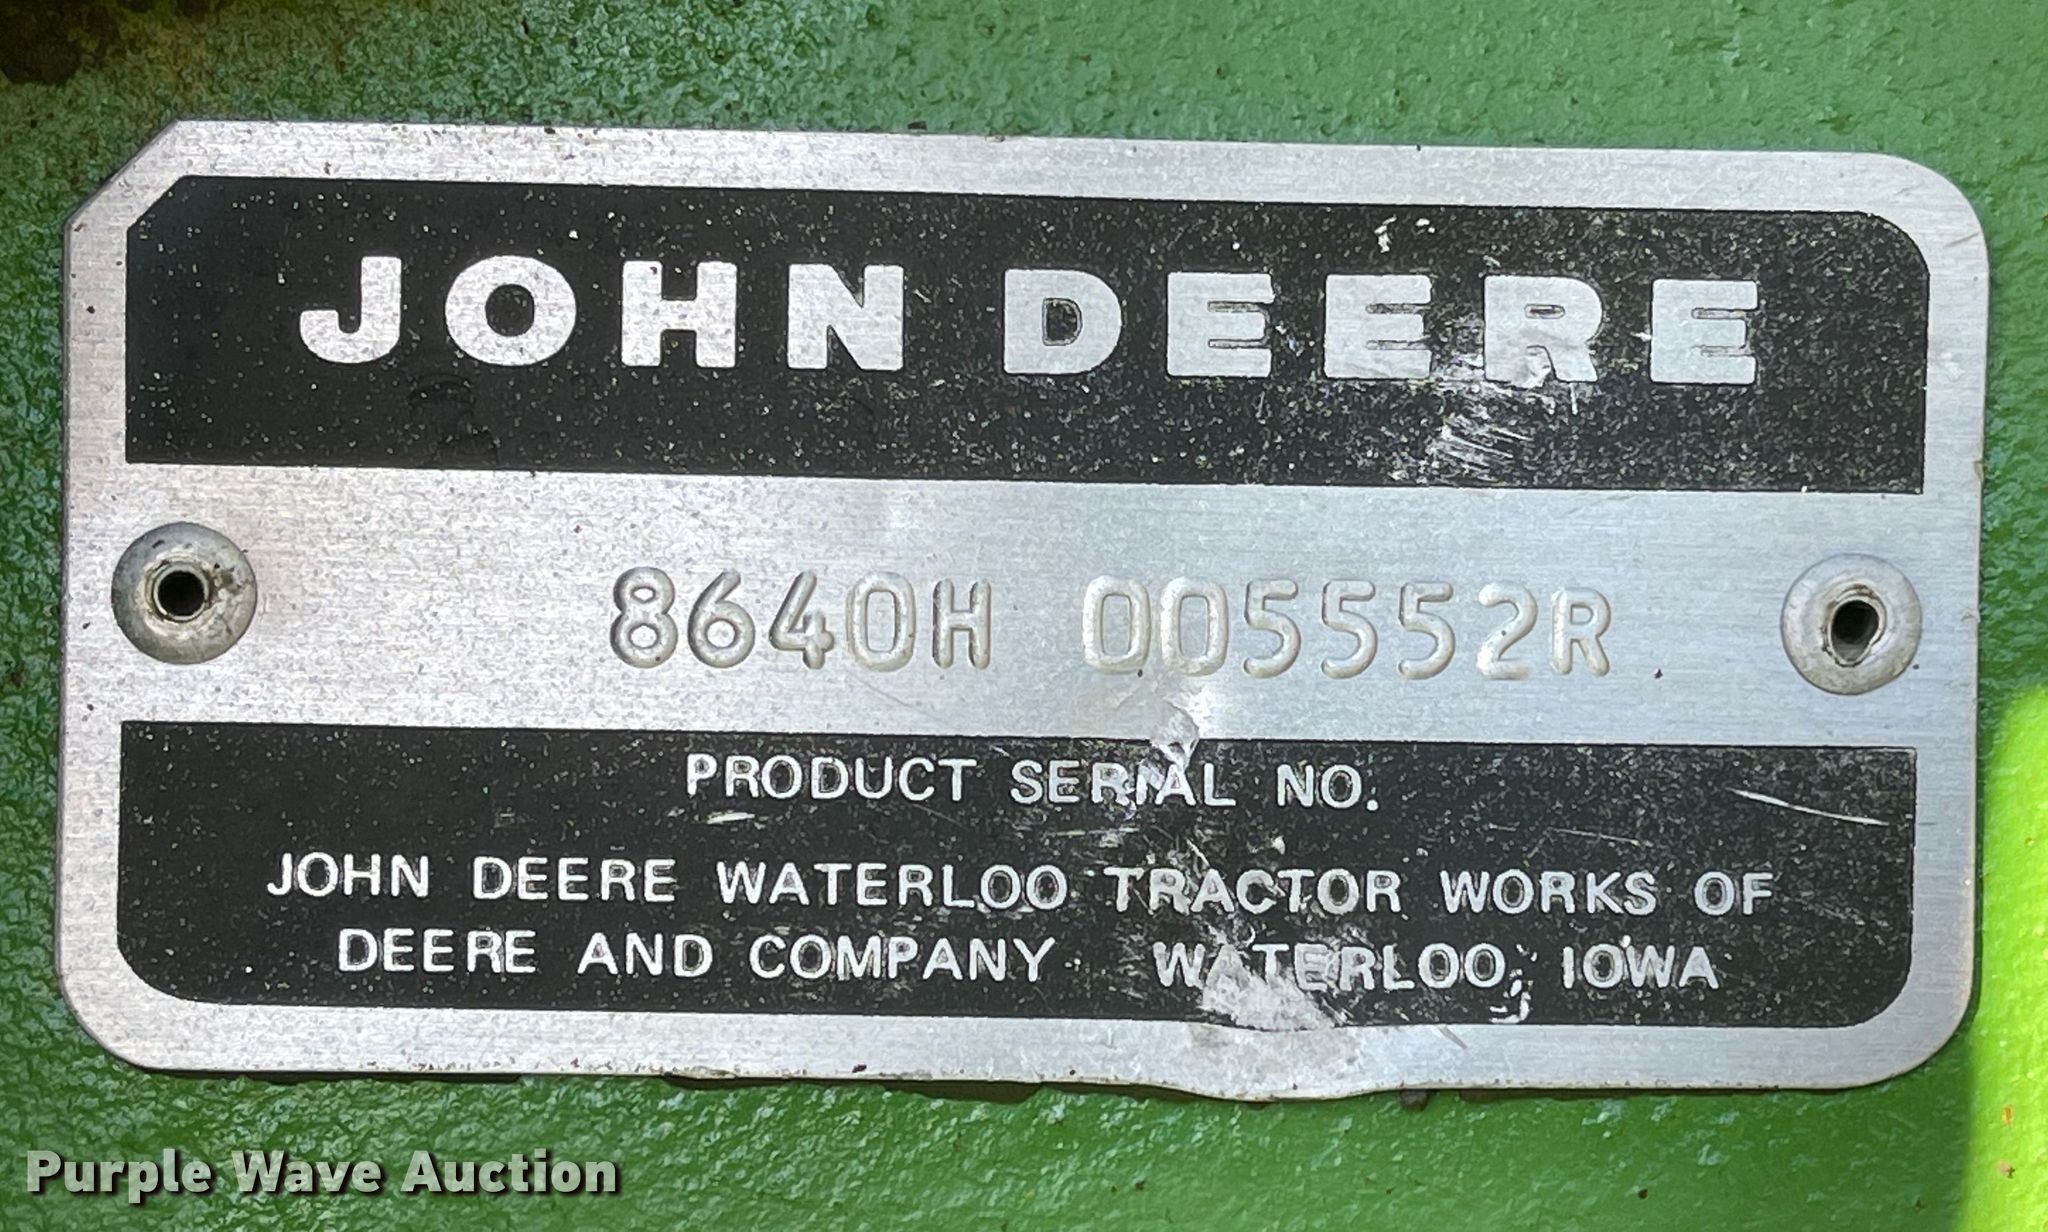 JOHN DEERE
8640H 005552R
PRODUCT SERIAL NO.
JOHN DEERE WATERLOO TRACTOR WORKS OF
DEERE AND COMPANY WATERLOO, IOWA
Purple Wave Auction